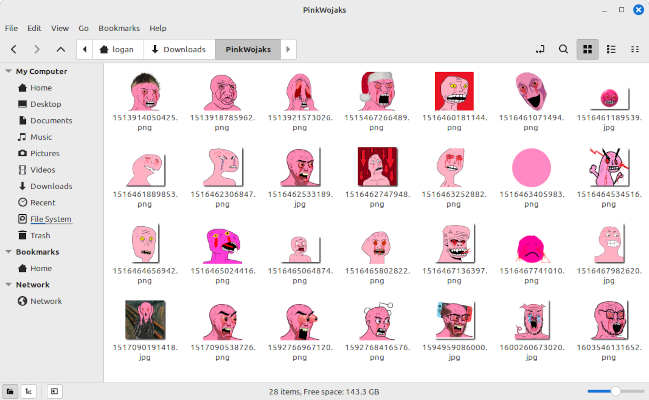 PinkWojaks
File Edit View Go Bookmarks Help
logan Downloads PinkWojaks
My Computer
Home
Desktop
Documents
Music
Pictures
Videos
Downloads
Recent
File System
Trash
Bookmarks
Home
Network
Network
1513914050425. 1513918785962. 1513921573026. 1515467266489. 1516460181144. 1516461071494. 1516461189539.
png png png png png png jpg
1516461889853. 1516462306847. 1516462533189. 1516462747948. 1516463252882. 1516463405983. 1516464534516.
png png jpg png png png png
1516464656942. 1516465024416. 1516465064874. 1516465802822. 1516467136397. 1516467741010. 1516467982620.
png png png png png png jpg
1517090191418. 1517090538726. 1592766967120. 1592768416576. 1594959086000. 1600260673020. 1603546131652.
jpg png png png jpg jpg png
28 items, Free space: 143.3 GB